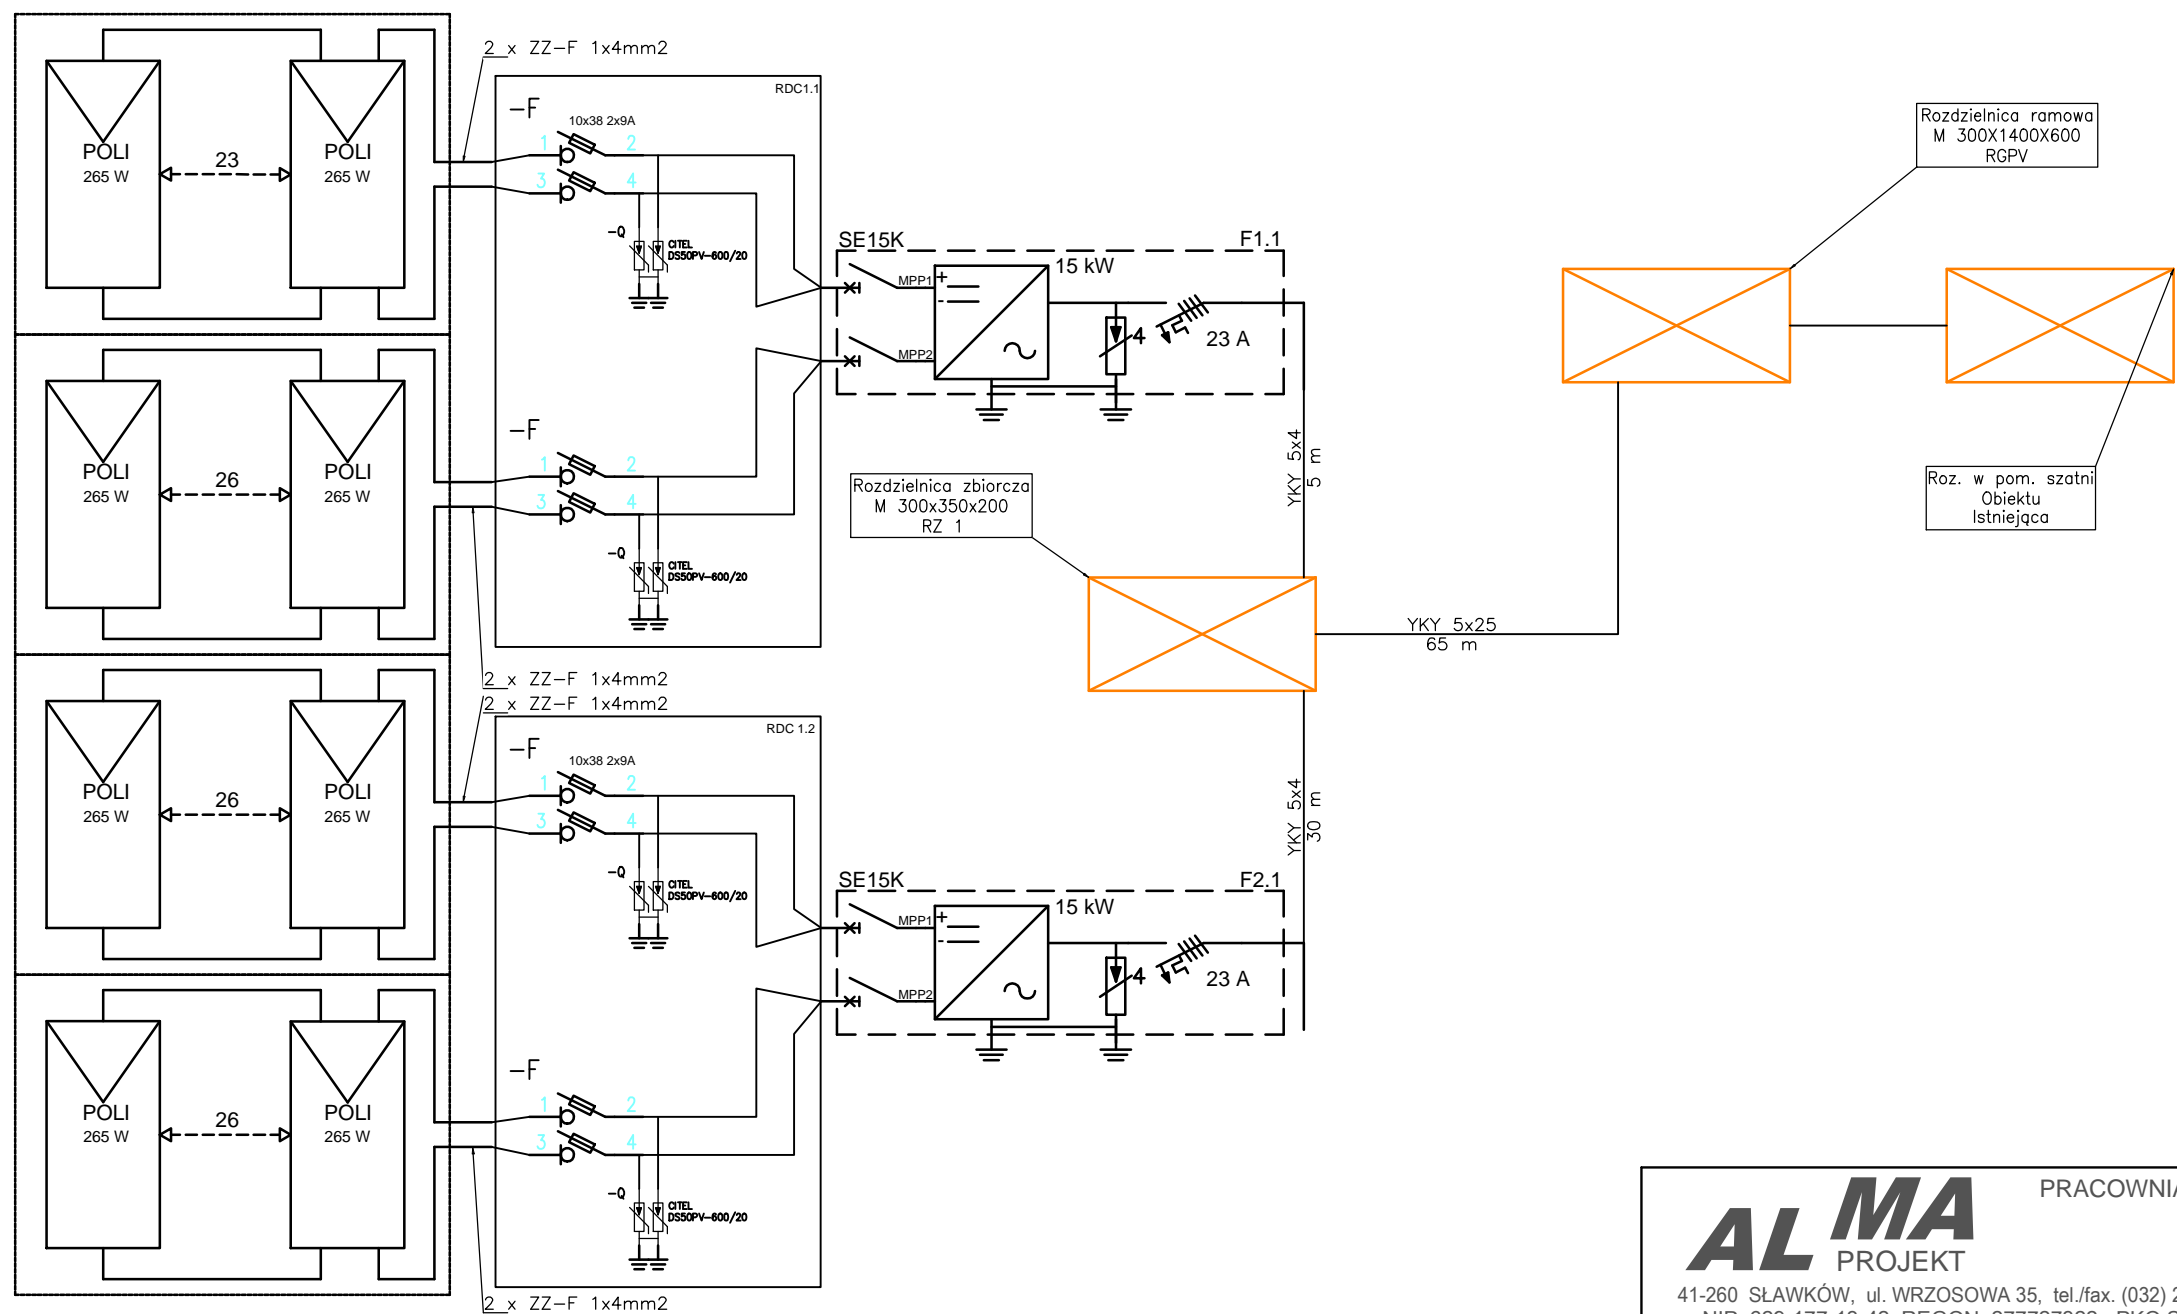 2 x ZZ-F 1x4mm2
POLI
265 W
23
POLI
265 W
RDC1.1
-F
10x38 2x9A
1
2
3
4
-Q
CITEL
DS50PV-600/20
SE15K
F1.1
15 kW
MPP1
+
-
MPP2
4
23 A
POLI
265 W
26
POLI
265 W
-F
1
2
3
4
-Q
CITEL
DS50PV-600/20
2 x ZZ-F 1x4mm2
YKY 5x4
5 m
Rozdzielnica zbiorcza
M 300x350x200
RZ 1
YKY 5x25
65 m
Rozdzielnica ramowa
M 300X1400X600
RGPV
Roz. w pom. szatni
Obiektu
Istniejąca
2 x ZZ-F 1x4mm2
POLI
265 W
26
POLI
265 W
RDC 1.2
-F
10x38 2x9A
1
2
3
4
-Q
CITEL
DS50PV-600/20
YKY 5x4
30 m
SE15K
F2.1
15 kW
MPP1
+
-
MPP2
4
23 A
POLI
265 W
26
POLI
265 W
-F
1
2
3
4
-Q
CITEL
DS50PV-600/20
2 x ZZ-F 1x4mm2
ALMA
PROJEKT
PRACOWNIA
41-260 SŁAWKÓW, ul. WRZOSOWA 35, tel./fax. (032) 2